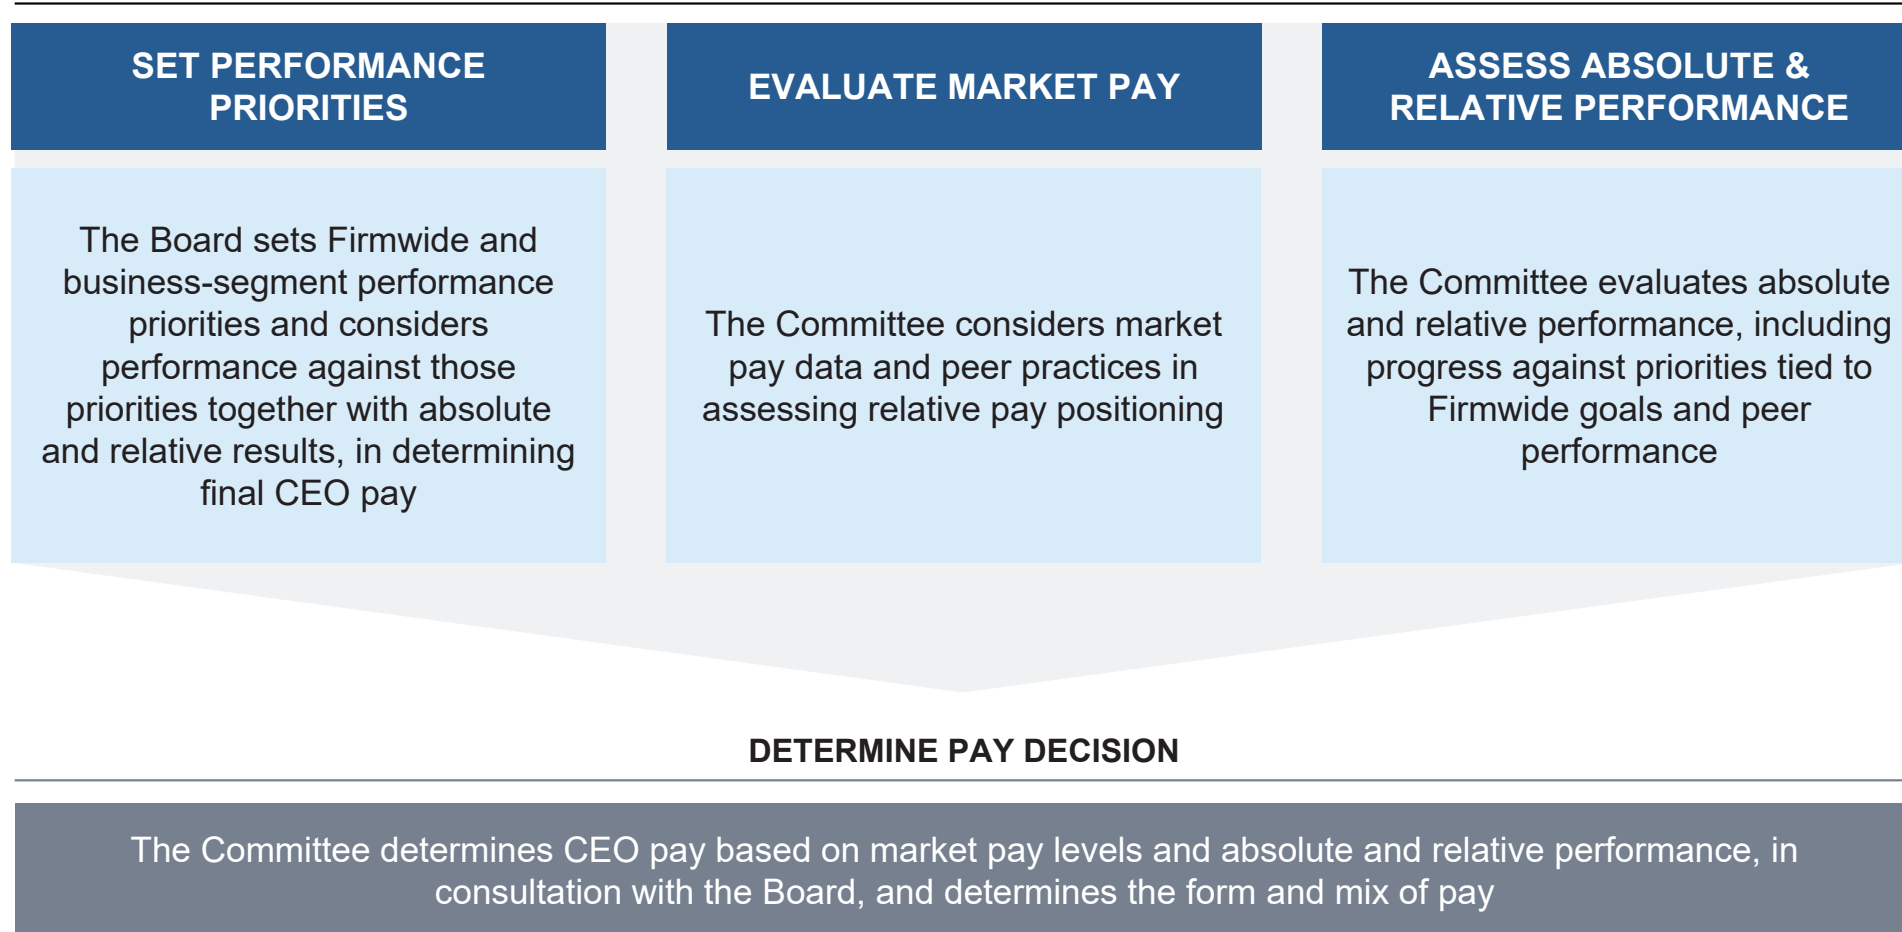 SET PERFORMANCE
PRIORITIES
The Board sets Firmwide and
business-segment performance
priorities and considers
performance against those
priorities together with absolute
and relative results, in determining
final CEO pay
EVALUATE MARKET PAY
The Committee considers market
pay data and peer practices in
assessing relative pay positioning
ASSESS ABSOLUTE &
RELATIVE PERFORMANCE
The Committee evaluates absolute
and relative performance, including
progress against priorities tied to
Firmwide goals and peer
performance
DETERMINE PAY DECISION
The Committee determines CEO pay based on market pay levels and absolute and relative performance, in
consultation with the Board, and determines the form and mix of pay